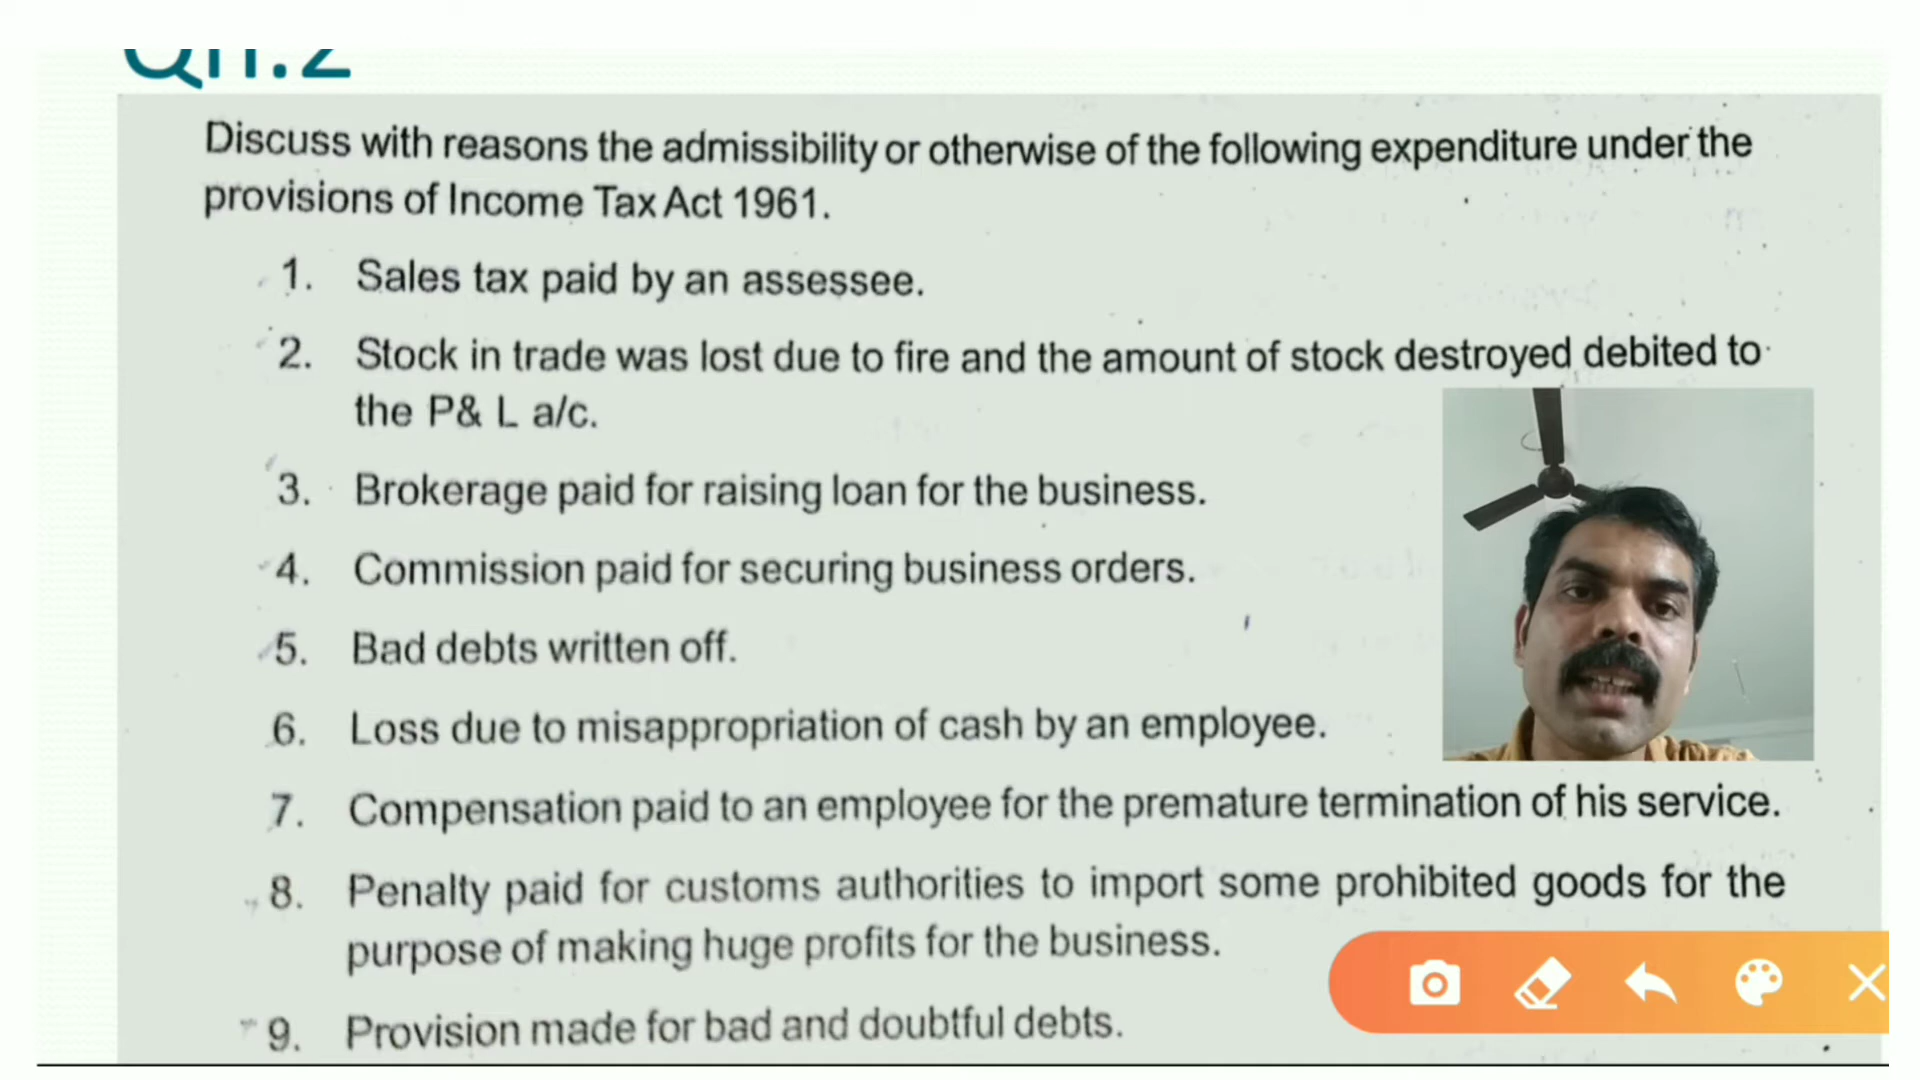 Qn.2
Discuss with reasons the admissibility or otherwise of the following expenditure under the
provisions of Income Tax Act 1961.
1. Sales tax paid by an assessee.
2. Stock in trade was lost due to fire and the amount of stock destroyed debited to
the P& L a/c.
3. Brokerage paid for raising loan for the business.
4. Commission paid for securing business orders.
5. Bad debts written off.
6. Loss due to misappropriation of cash by an employee.
7. Compensation paid to an employee for the premature termination of his service.
8. Penalty paid for customs authorities to import some prohibited goods for the
purpose of making huge profits for the business.
9. Provision made for bad and doubtful debts.